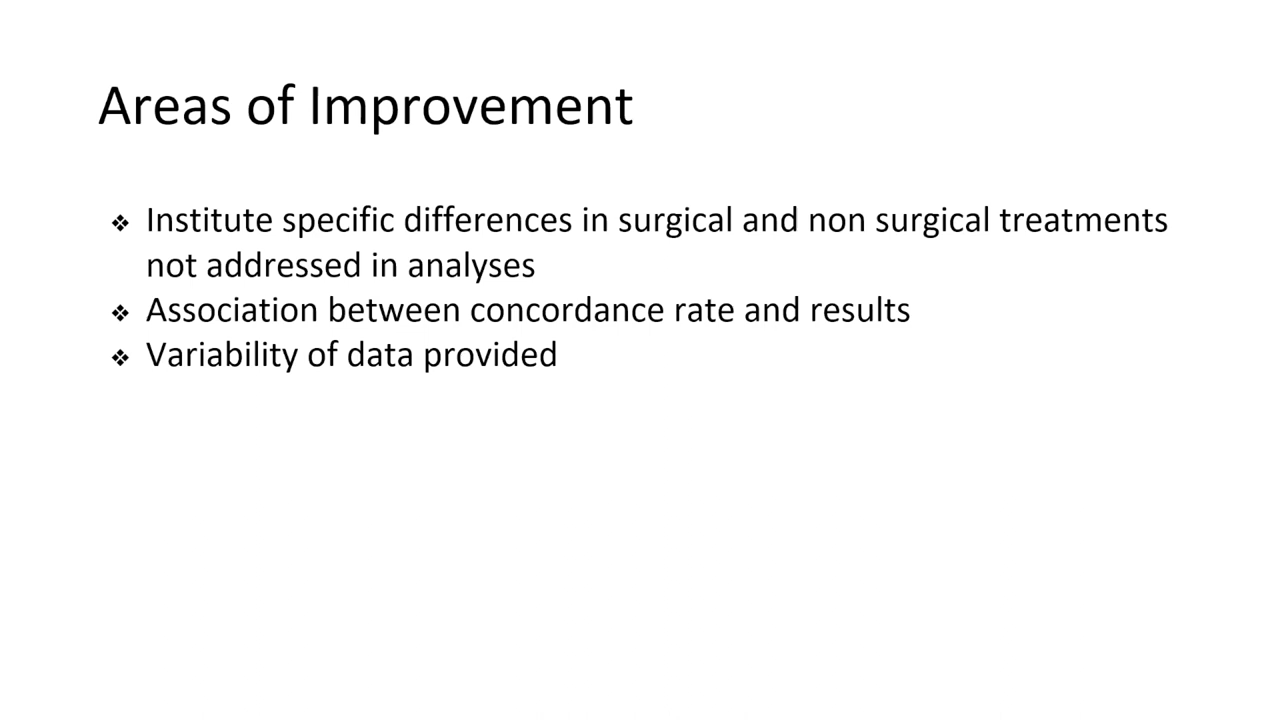 Areas of Improvement
❖ Institute specific differences in surgical and non surgical treatments
not addressed in analyses
❖ Association between concordance rate and results
❖ Variability of data provided